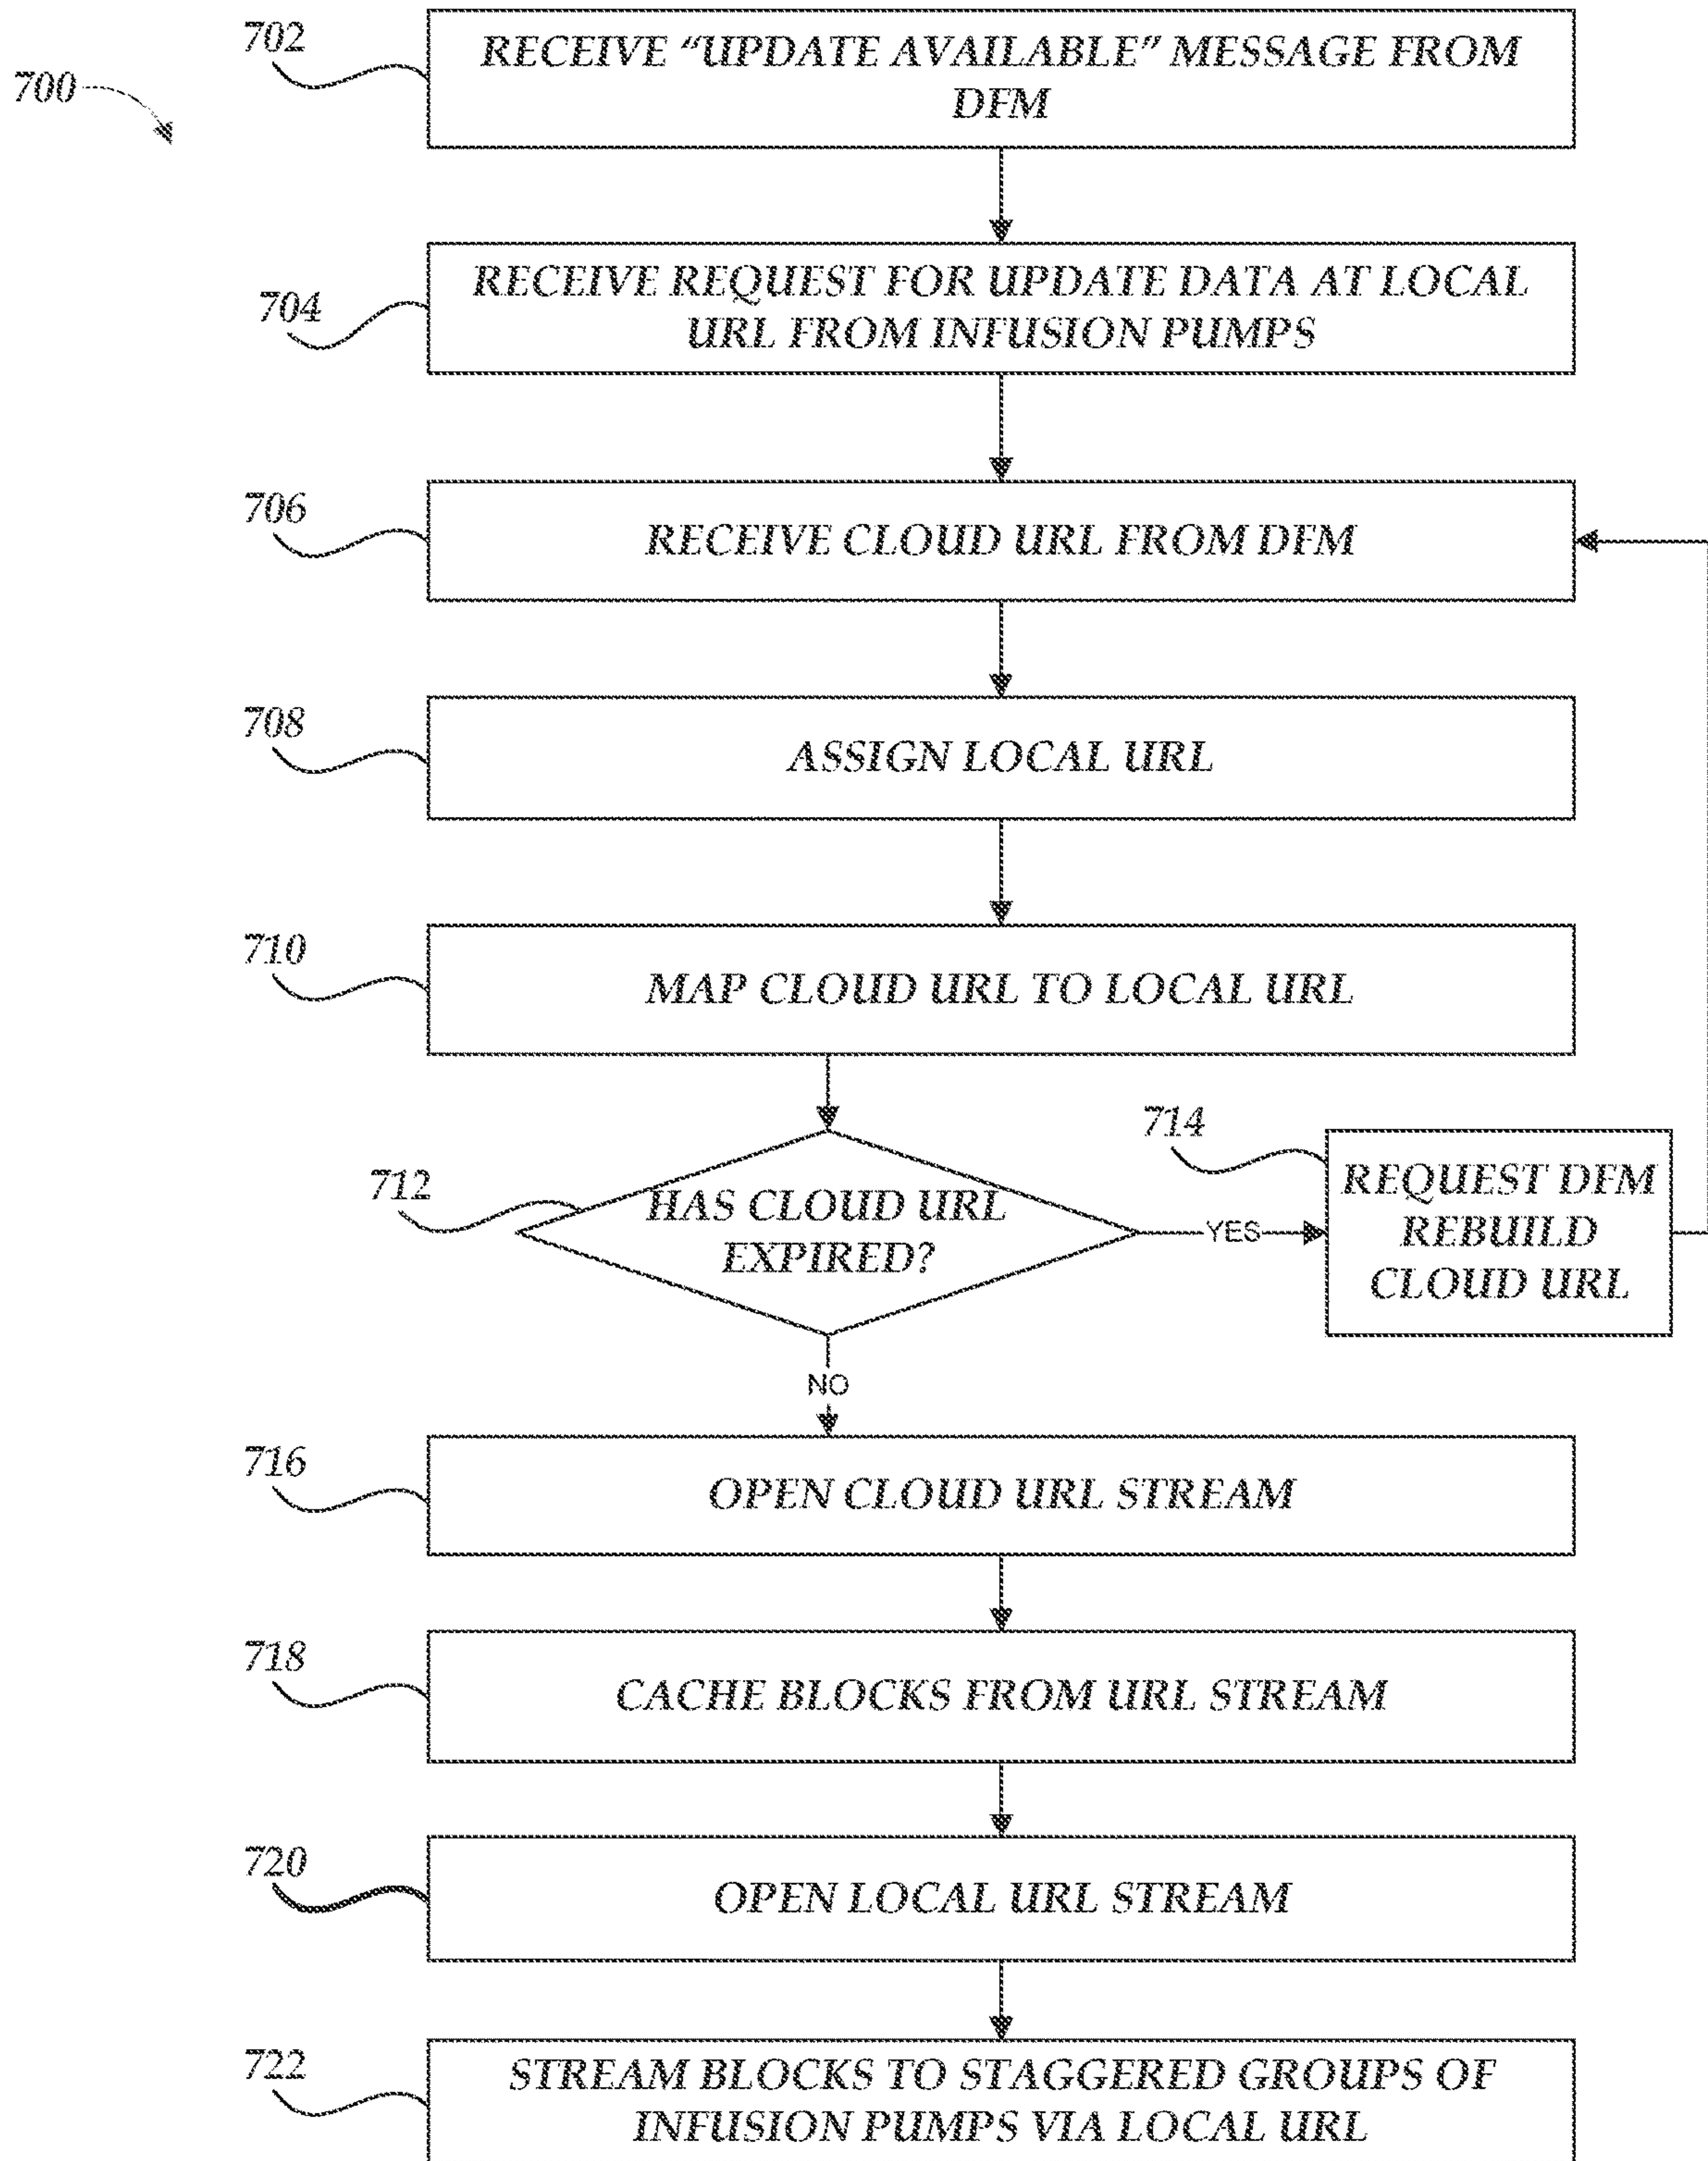 702
RECEIVE “UPDATE AVAILABLE” MESSAGE FROM
DFM
700
704
RECEIVE REQUEST FOR UPDATE DATA AT LOCAL
URL FROM INFUSION PUMPS
706
RECEIVE CLOUD URL FROM DFM
708
ASSIGN LOCAL URL
710
MAP CLOUD URL TO LOCAL URL
712
HAS CLOUD URL
EXPIRED?
YES
714
REQUEST DFM
REBUILD
CLOUD URL
NO
716
OPEN CLOUD URL STREAM
718
CACHE BLOCKS FROM URL STREAM
720
OPEN LOCAL URL STREAM
722
STREAM BLOCKS TO STAGGERED GROUPS OF
INFUSION PUMPS VIA LOCAL URL